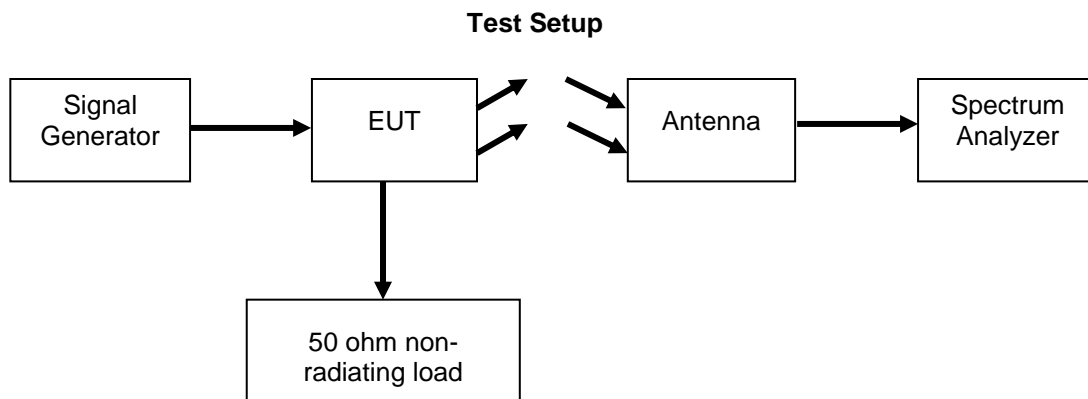 Test Setup
Signal
Generator
EUT
Antenna
Spectrum
Analyzer
50 ohm non-
radiating load